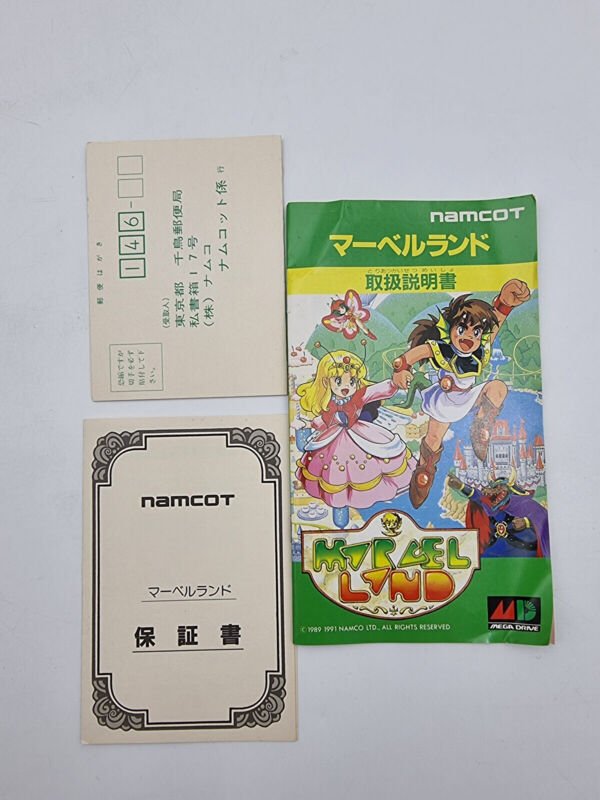 郵便はがき
146-
(受取人)
東京都 千鳥郵便局
私書箱17号
(株)ナムコ
ナムコット係 行
恐縮ですが
切手を必ず
貼付して下
さい。
namcot
マーベルランド
とりあつかいせつめいしょ
取扱説明書
MARVEL
LAND
© 1989 1991 NAMCO LTD., ALL RIGHTS RESERVED
MD
MEGA DRIVE
namcot
マーベルランド
保証書